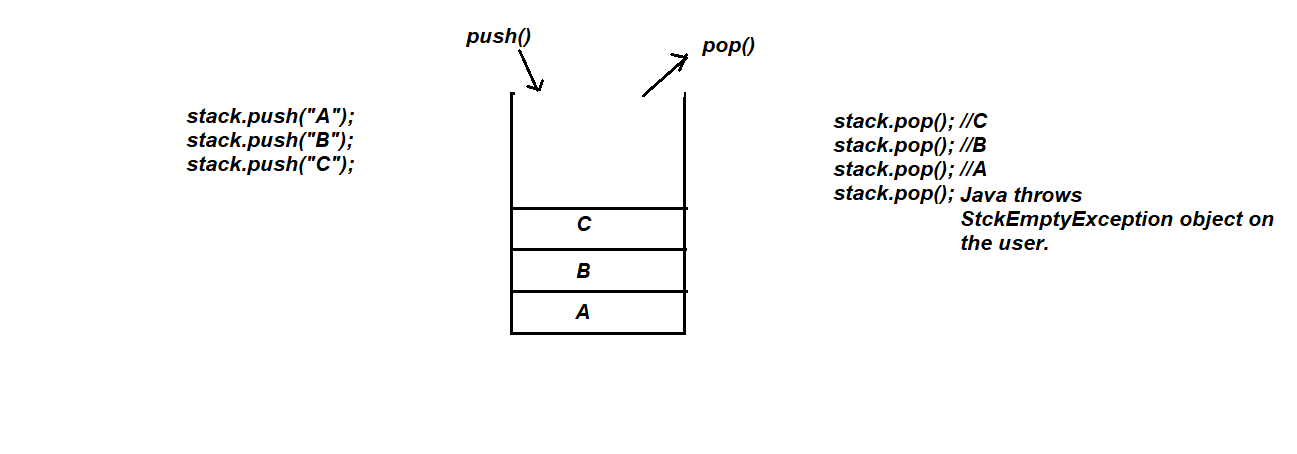 push()
pop()
stack.push("A");
stack.push("B");
stack.push("C");
stack.pop(); //C
stack.pop(); //B
stack.pop(); //A
stack.pop(); Java throws
StckEmptyException object on
the user.
C
B
A